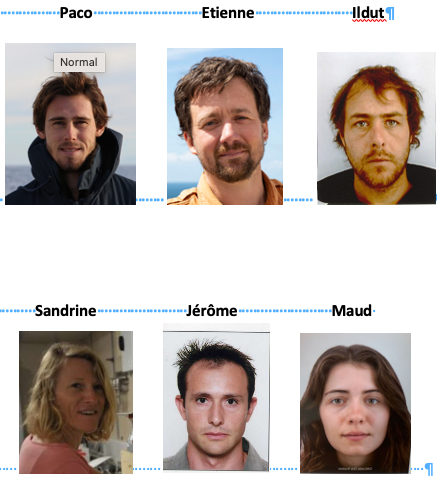 Paco Etienne Ildut¶
Normal
Sandrine Jérôme Maud
¶